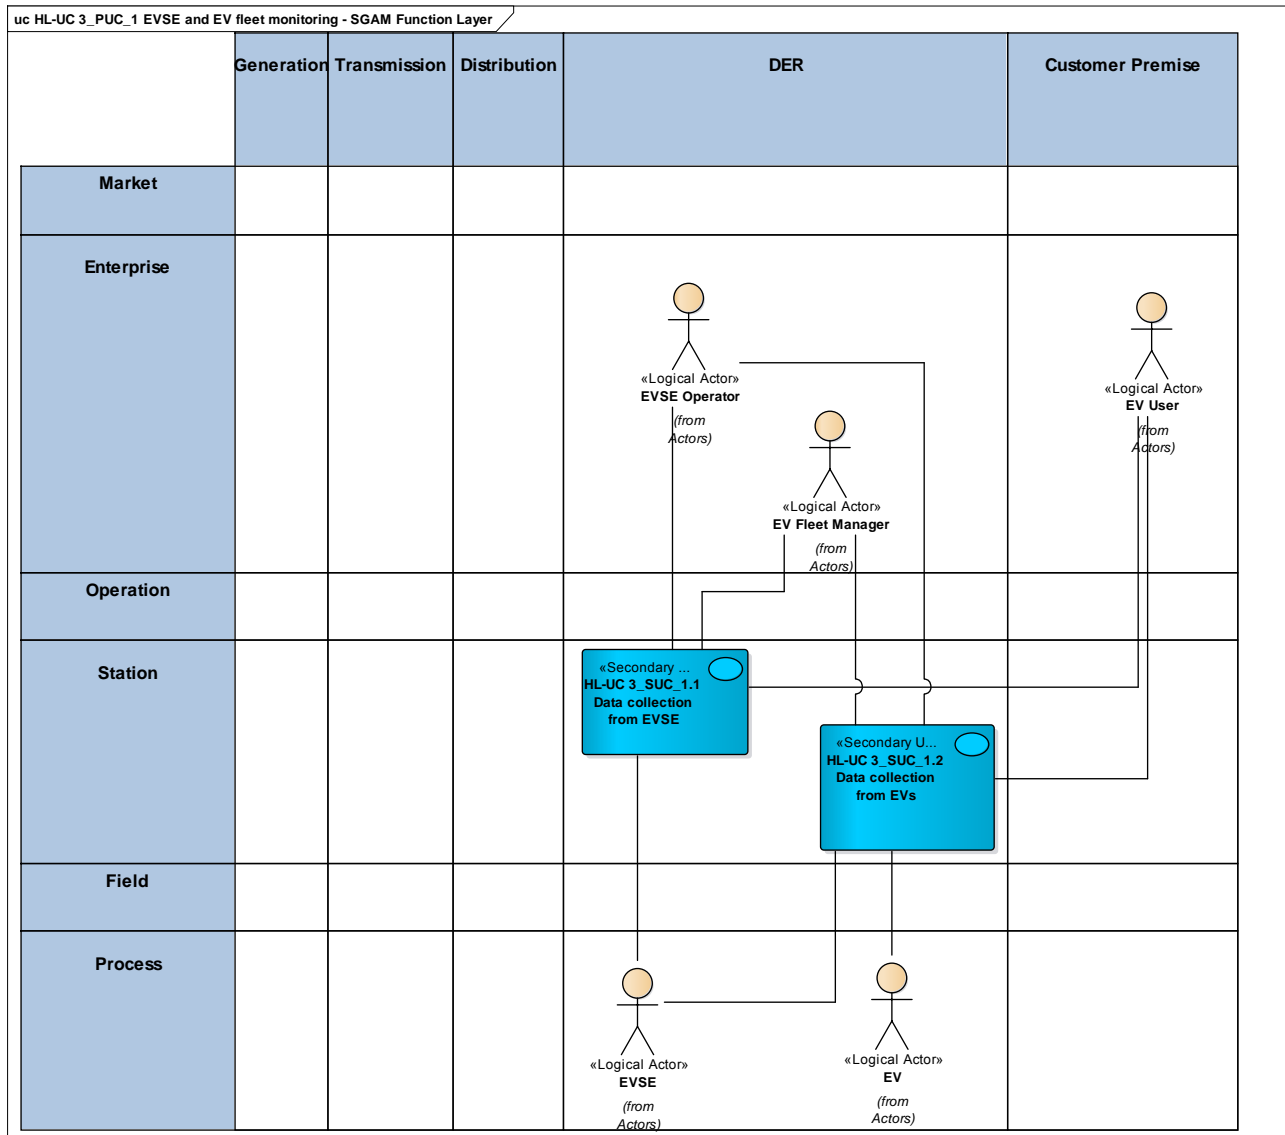 uc HL-UC 3_PUC_1 EVSE and EV fleet monitoring - SGAM Function Layer
Generation
Transmission
Distribution
DER
Customer Premise
Market
Enterprise
«Logical Actor»
EVSE Operator
(from
Actors)
«Logical Actor»
EV User
(from
Actors)
«Logical Actor»
EV Fleet Manager
(from
Actors)
Operation
Station
«Secondary ...
HL-UC 3_SUC_1.1
Data collection
from EVSE
«Secondary U...
HL-UC 3_SUC_1.2
Data collection
from EVs
Field
Process
«Logical Actor»
EVSE
(from
Actors)
«Logical Actor»
EV
(from
Actors)